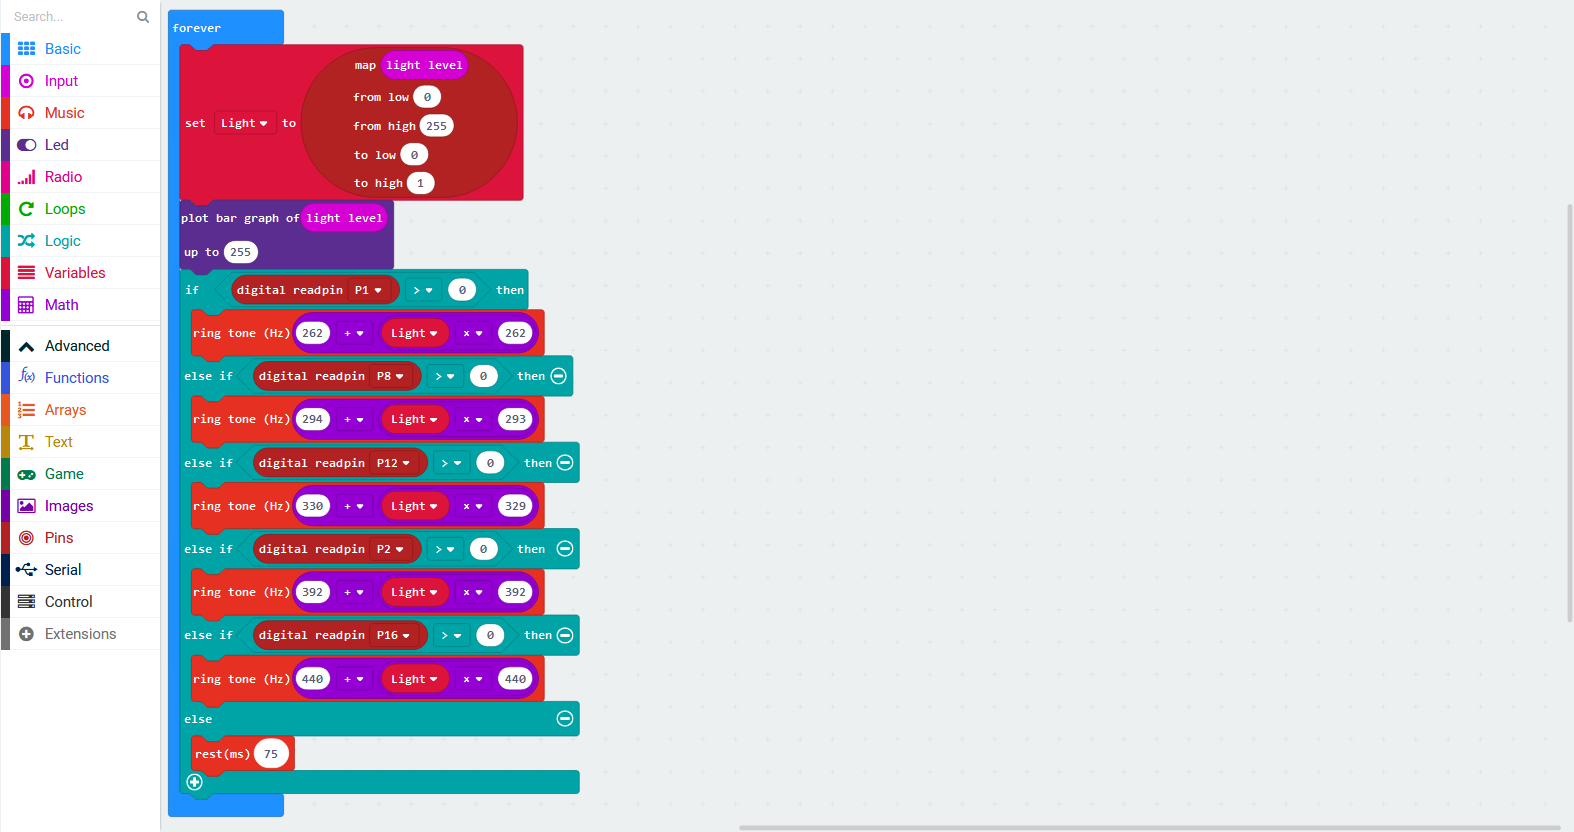 Search...
Basic
Input
Music
Led
Radio
Loops
Logic
Variables
Math
Advanced
f(x) Functions
Arrays
Text
Game
Images
Pins
Serial
Control
Extensions
forever
set Light to
map light level
from low 0
from high 255
to low 0
to high 1
plot bar graph of light level
up to 255
if digital readpin P1 > 0 then
ring tone (Hz) 262 + Light × 262
else if digital readpin P8 > 0 then
ring tone (Hz) 294 + Light × 293
else if digital readpin P12 > 0 then
ring tone (Hz) 330 + Light × 329
else if digital readpin P2 > 0 then
ring tone (Hz) 392 + Light × 392
else if digital readpin P16 > 0 then
ring tone (Hz) 440 + Light × 440
else
rest(ms) 75